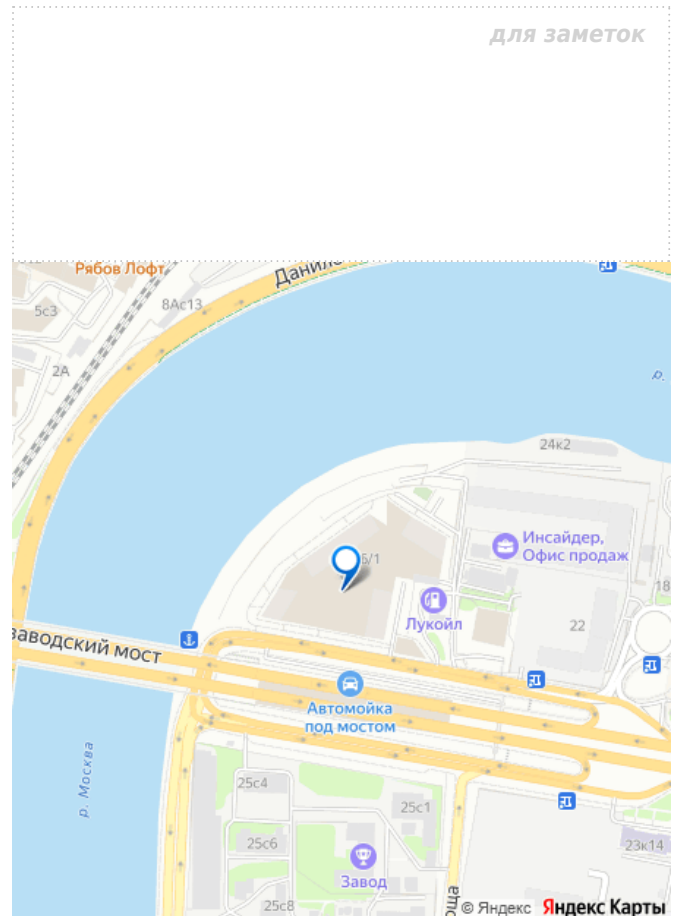 для заметок
Рябов Лофт
Данило
8Ас13
5с3
2А
р.
24к2
Инсайдер,
Офис продаж
5/1
18
Лукойл
22
заводский мост
Автомойка
под мостом
р. Москва
25с4
25с1
25с6
23к14
Завод
25с8
оща
© Яндекс Яндекс Карты